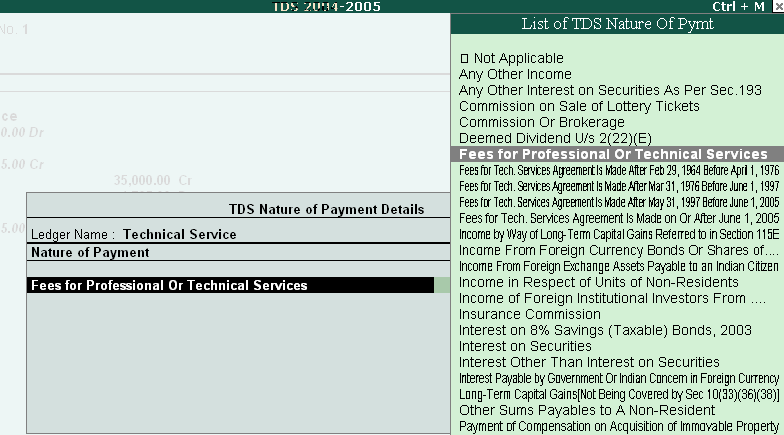 TDS 2004-2005
Ctrl + M
List of TDS Nature Of Pymt
No. 1
Not Applicable
Any Other Income
Any Other Interest on Securities As Per Sec.193
Commission on Sale of Lottery Tickets
ce
Commission Or Brokerage
0.00 Dr
Deemed Dividend U/s 2(22)(E)
Fees for Professional Or Technical Services
5.00 Cr
Fees for Tech. Services Agreement Is Made After Feb 29, 1964 Before April 1, 1976
35,000.00 Cr
Fees for Tech. Services Agreement Is Made After Mar 31, 1976 Before June 1, 1997
Fees for Tech. Services Agreement Is Made After May 31, 1997 Before June 1, 2005
TDS Nature of Payment Details
Fees for Tech. Services Agreement Is Made on Or After June 1, 2005
5.00
Ledger Name : Technical Service
Income by Way of Long-Term Capital Gains Referred to in Section 115E
Nature of Payment
Income From Foreign Currency Bonds Or Shares of....
Income From Foreign Exchange Assets Payable to an Indian Citizen
Fees for Professional Or Technical Services
Income in Respect of Units of Non-Residents
Income of Foreign Institutional Investors From ....
Insurance Commission
Interest on 8% Savings (Taxable) Bonds, 2003
Interest on Securities
Interest Other Than Interest on Securities
Interest Payable by Government Or Indian Concern in Foreign Currency
Long-Term Capital Gains[Not Being Covered by Sec 10(33)(36)(38)]
Other Sums Payables to A Non-Resident
Payment of Compensation on Acquisition of Immovable Property